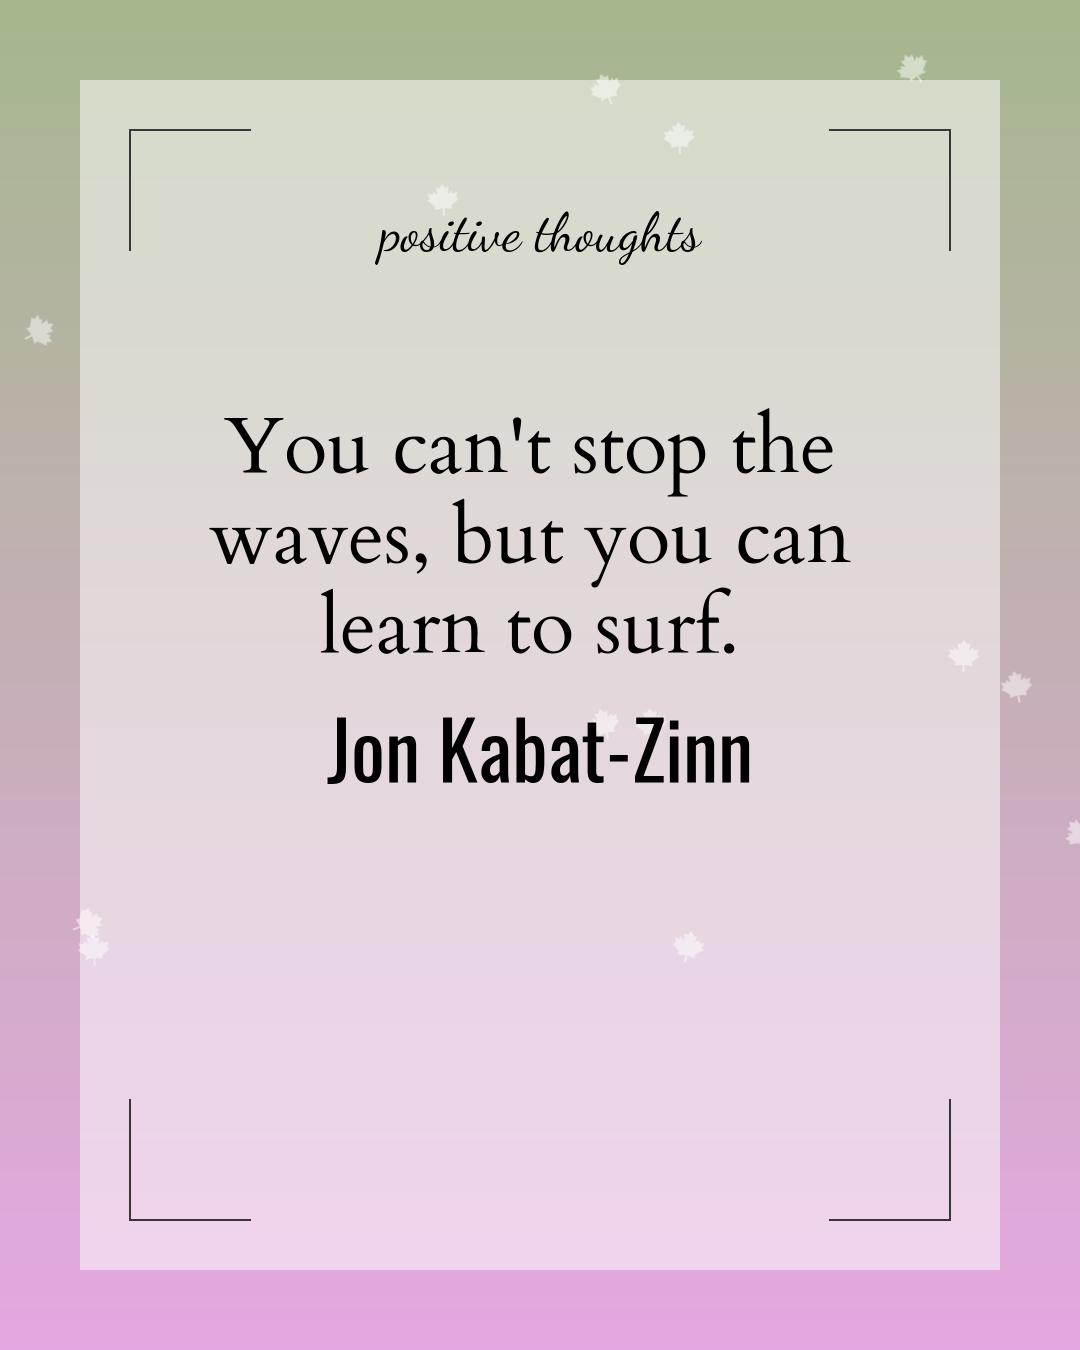 positive thoughts
You can't stop the
waves, but you can
learn to surf.
Jon Kabat-Zinn